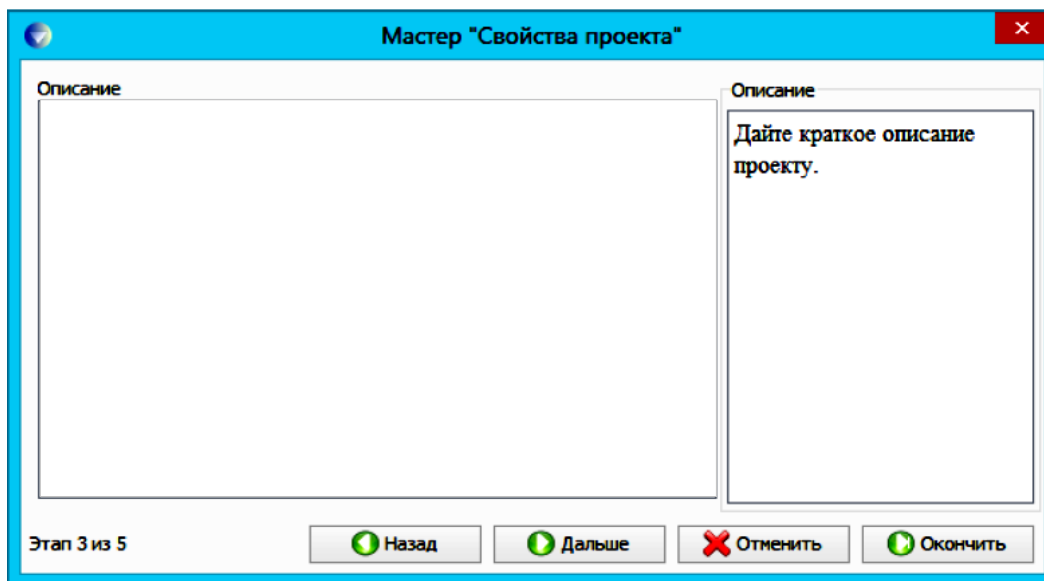 Мастер "Свойства проекта"
Описание
Описание
Дайте краткое описание
проекту.
Этап 3 из 5
Назад
Дальше
Отменить
Окончить